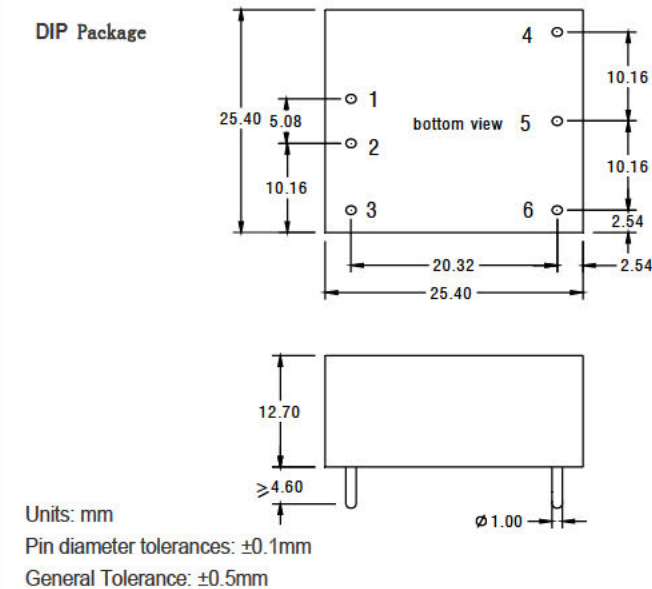 DIP Package
4
10.16
1
25.40 5.08
bottom view 5
2
10.16
10.16
3
6
2.54
20.32
2.54
25.40
12.70
≥4.60
Ø 1.00
Units: mm
Pin diameter tolerances: ±0.1mm
General Tolerance: ±0.5mm